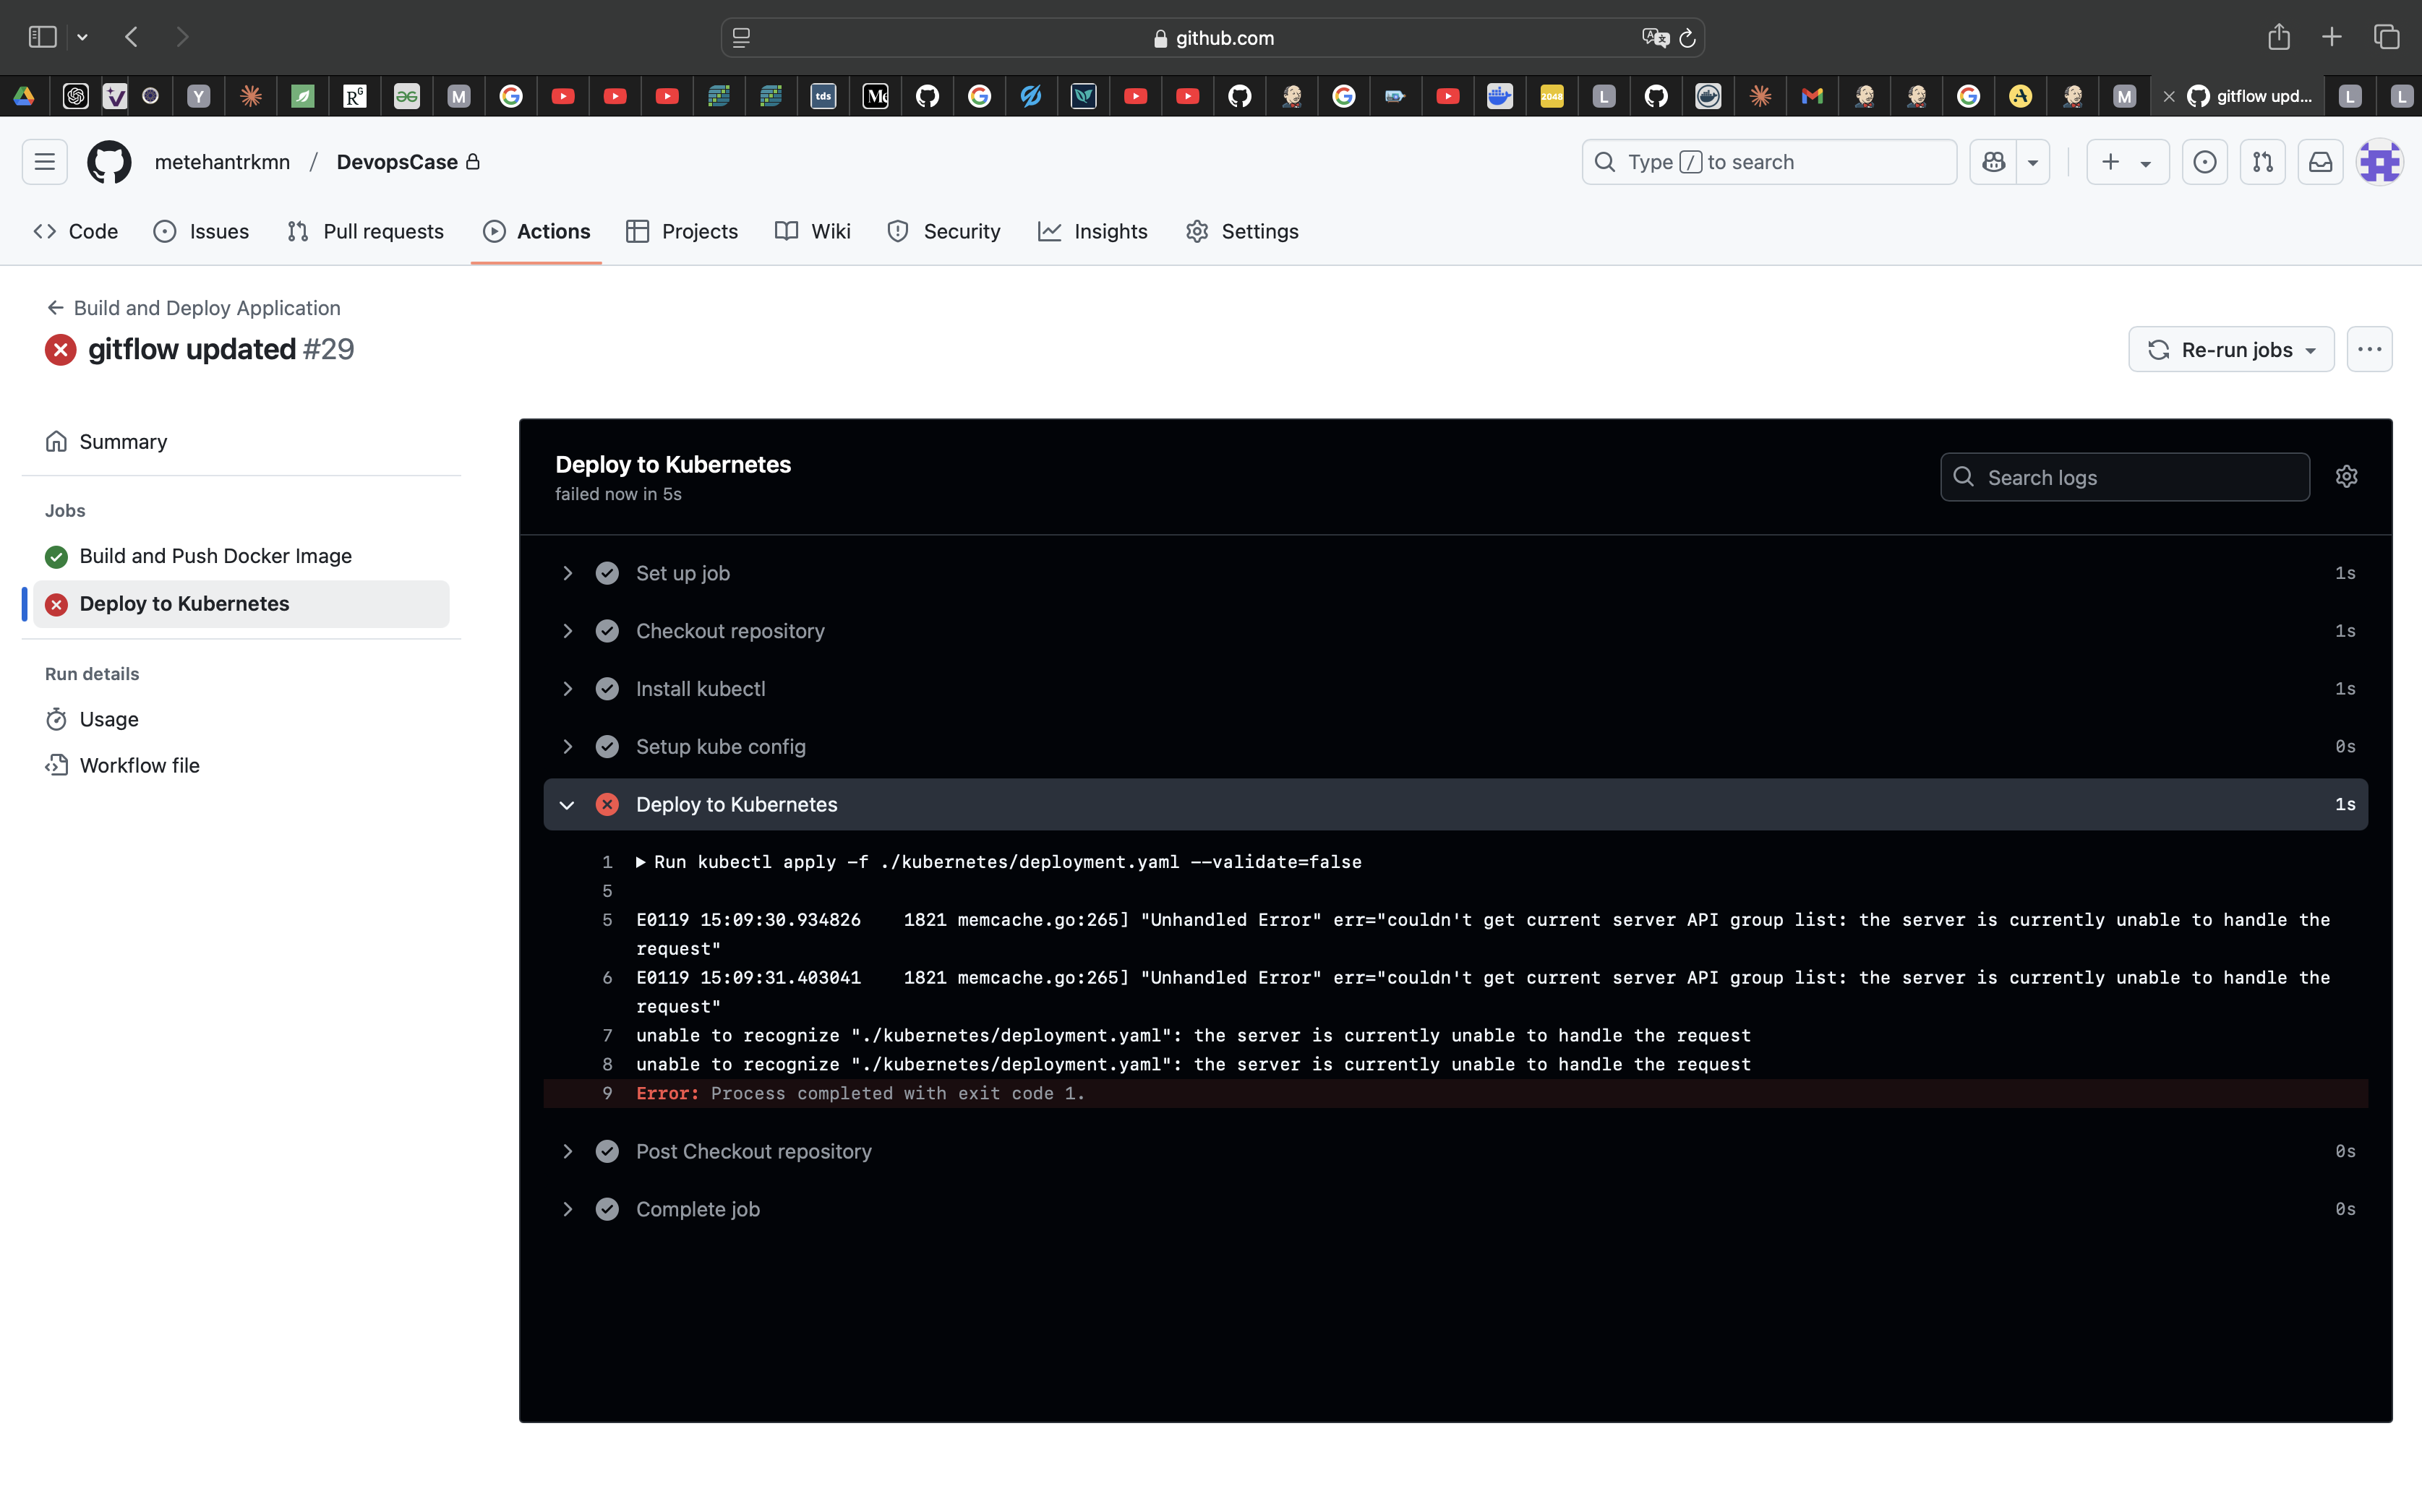 github.com
Y
RG
M
tds
Me
2048
L
M
gitflow upd...
L
L
metehantrkmn / DevopsCase
Type / to search
Code
Issues
Pull requests
Actions
Projects
Wiki
Security
Insights
Settings
Build and Deploy Application
gitflow updated #29
Re-run jobs
Summary
Jobs
Build and Push Docker Image
Deploy to Kubernetes
Run details
Usage
Workflow file
Deploy to Kubernetes
failed now in 5s
Search logs
Set up job 1s
Checkout repository 1s
Install kubectl 1s
Setup kube config 0s
Deploy to Kubernetes 1s
1 Run kubectl apply -f ./kubernetes/deployment.yaml --validate=false
5
5 E0119 15:09:30.934826 1821 memcache.go:265] "Unhandled Error" err="couldn't get current server API group list: the server is currently unable to handle the
request"
6 E0119 15:09:31.403041 1821 memcache.go:265] "Unhandled Error" err="couldn't get current server API group list: the server is currently unable to handle the
request"
7 unable to recognize "./kubernetes/deployment.yaml": the server is currently unable to handle the request
8 unable to recognize "./kubernetes/deployment.yaml": the server is currently unable to handle the request
9 Error: Process completed with exit code 1.
Post Checkout repository 0s
Complete job 0s